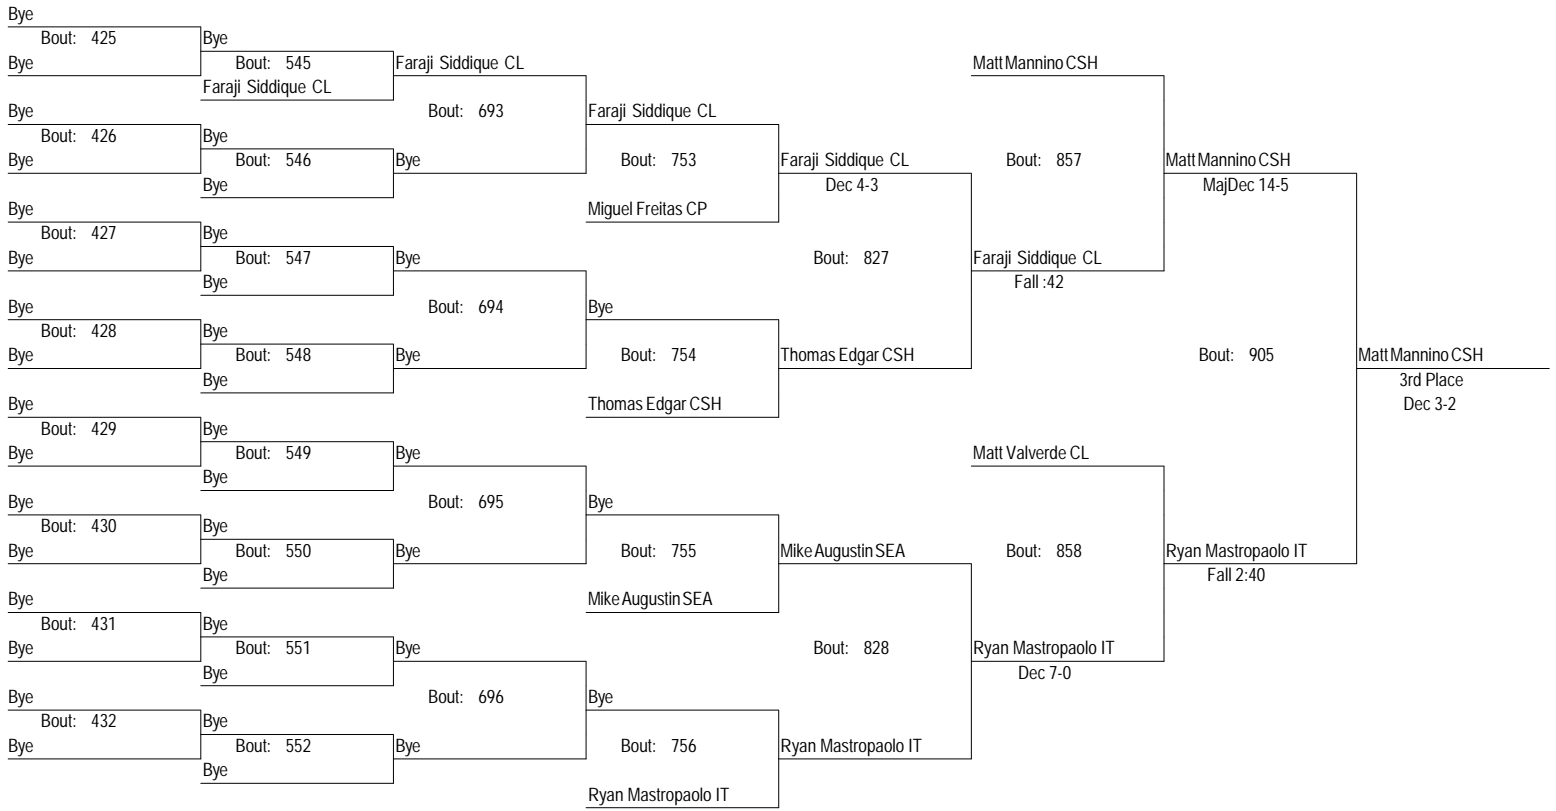 Bye
Bout: 425
Bye
Bye
Bout: 545
Faraji Siddique CL
Faraji Siddique CL
Bout: 693
Bye
Bout: 426
Bye
Bye
Bout: 546
Bye
Bye
Faraji Siddique CL
Bout: 753
Miguel Freitas CP
Faraji Siddique CL
Dec 4-3
Bout: 827
Bye
Bout: 427
Bye
Bye
Bout: 547
Bye
Bye
Bout: 694
Bye
Bout: 428
Bye
Bye
Bout: 548
Bye
Bye
Bye
Bout: 754
Thomas Edgar CSH
Thomas Edgar CSH
Matt Mannino CSH
Bout: 857
Faraji Siddique CL
Fall :42
Matt Mannino CSH
MajDec 14-5
Bout: 905
Matt Mannino CSH
3rd Place
Dec 3-2
Bye
Bout: 429
Bye
Bye
Bout: 549
Bye
Bye
Bout: 695
Bye
Bout: 430
Bye
Bye
Bout: 550
Bye
Bye
Bye
Bout: 755
Mike Augustin SEA
Mike Augustin SEA
Bout: 828
Bye
Bout: 431
Bye
Bye
Bout: 551
Bye
Bye
Bout: 696
Bye
Bout: 432
Bye
Bye
Bout: 552
Bye
Bye
Bye
Bout: 756
Ryan Mastropaolo IT
Ryan Mastropaolo IT
Matt Valverde CL
Bout: 858
Ryan Mastropaolo IT
Dec 7-0
Ryan Mastropaolo IT
Fall 2:40